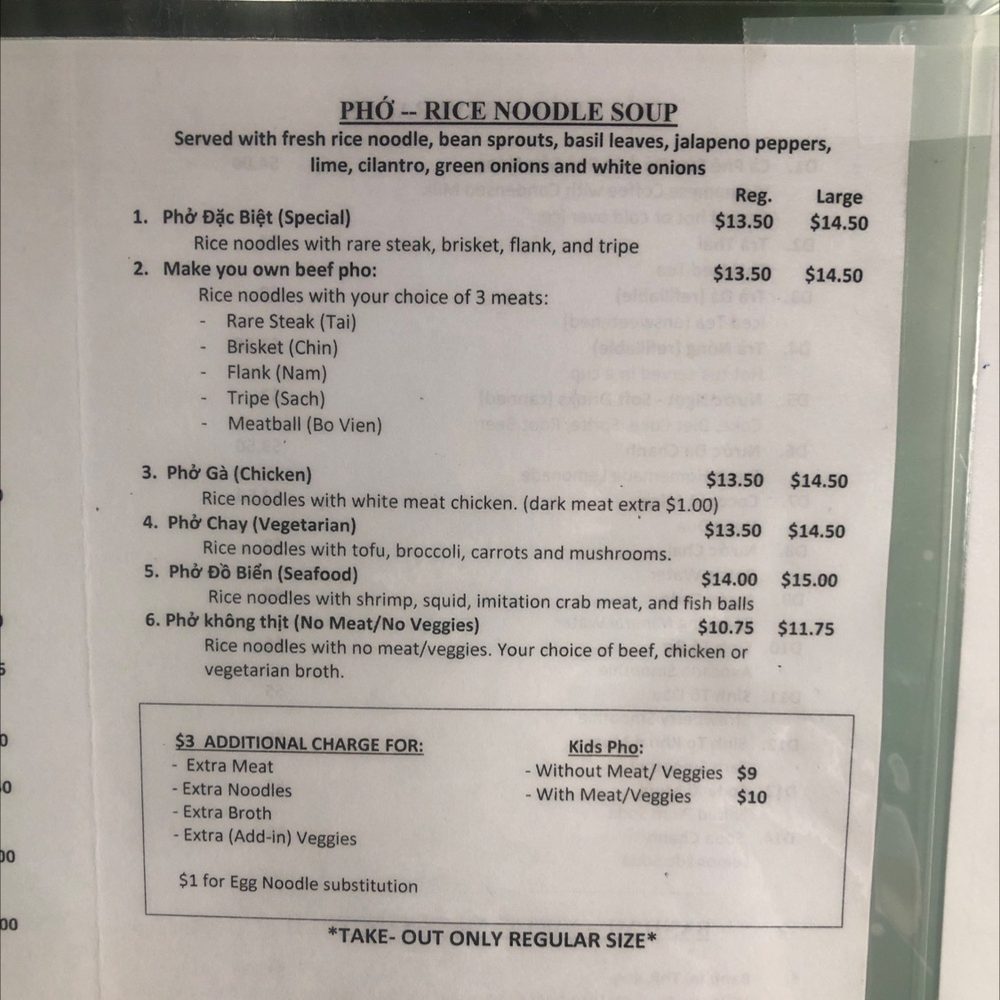 PHỚ -- RICE NOODLE SOUP
Served with fresh rice noodle, bean sprouts, basil leaves, jalapeno peppers,
lime, cilantro, green onions and white onions
Reg. Large
1. Phở Đặc Biệt (Special) $13.50 $14.50
Rice noodles with rare steak, brisket, flank, and tripe
2. Make you own beef pho: $13.50 $14.50
Rice noodles with your choice of 3 meats:
- Rare Steak (Tai)
- Brisket (Chin)
- Flank (Nam)
- Tripe (Sach)
- Meatball (Bo Vien)
3. Phở Gà (Chicken) $13.50 $14.50
Rice noodles with white meat chicken. (dark meat extra $1.00)
4. Phở Chay (Vegetarian) $13.50 $14.50
Rice noodles with tofu, broccoli, carrots and mushrooms.
5. Phở Đồ Biển (Seafood) $14.00 $15.00
Rice noodles with shrimp, squid, imitation crab meat, and fish balls
6. Phở không thịt (No Meat/No Veggies) $10.75 $11.75
Rice noodles with no meat/veggies. Your choice of beef, chicken or
vegetarian broth.
$3 ADDITIONAL CHARGE FOR:
- Extra Meat
- Extra Noodles
- Extra Broth
- Extra (Add-in) Veggies
$1 for Egg Noodle substitution
Kids Pho:
- Without Meat/ Veggies $9
- With Meat/Veggies $10
*TAKE- OUT ONLY REGULAR SIZE*